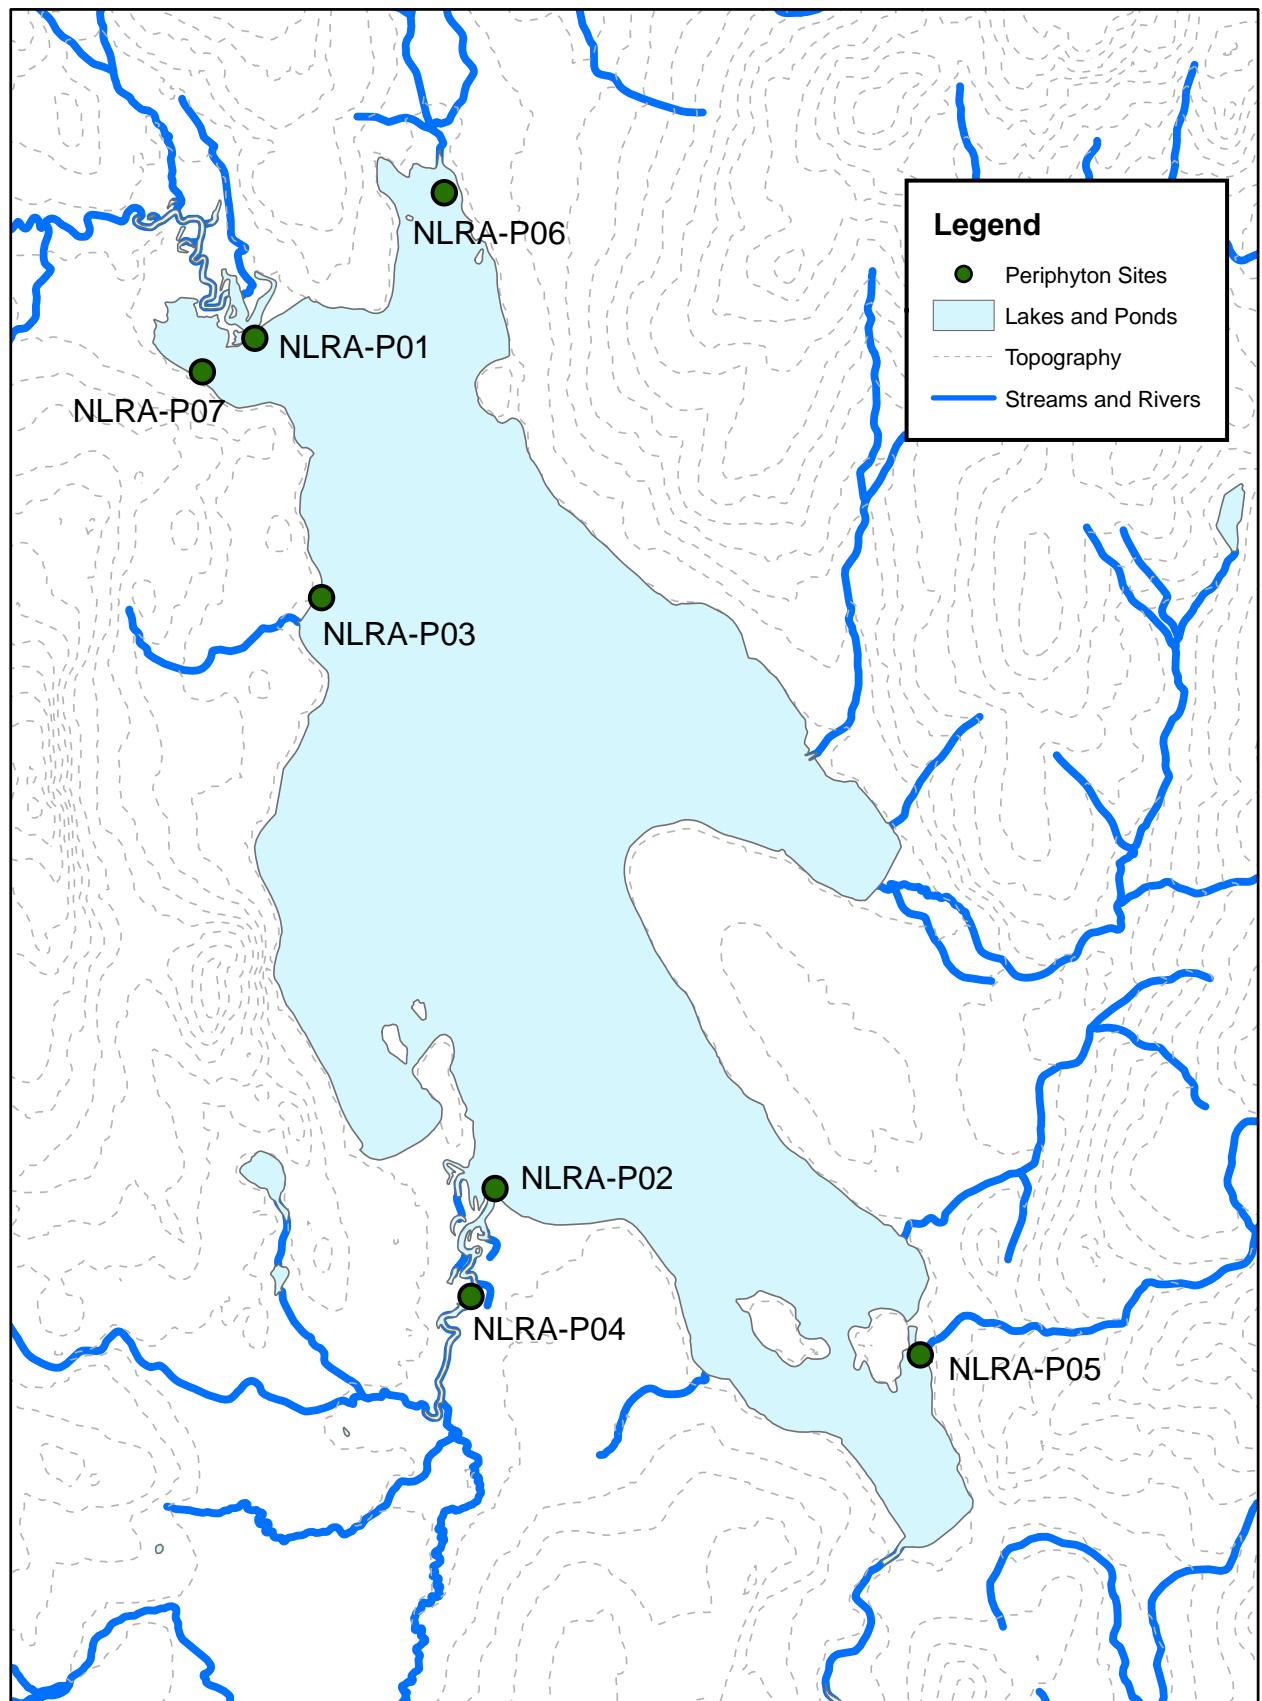 NLRA-P06
Legend
Periphyton Sites
Lakes and Ponds
Topography
Streams and Rivers
NLRA-P01
NLRA-P07
NLRA-P03
NLRA-P02
NLRA-P04
NLRA-P05